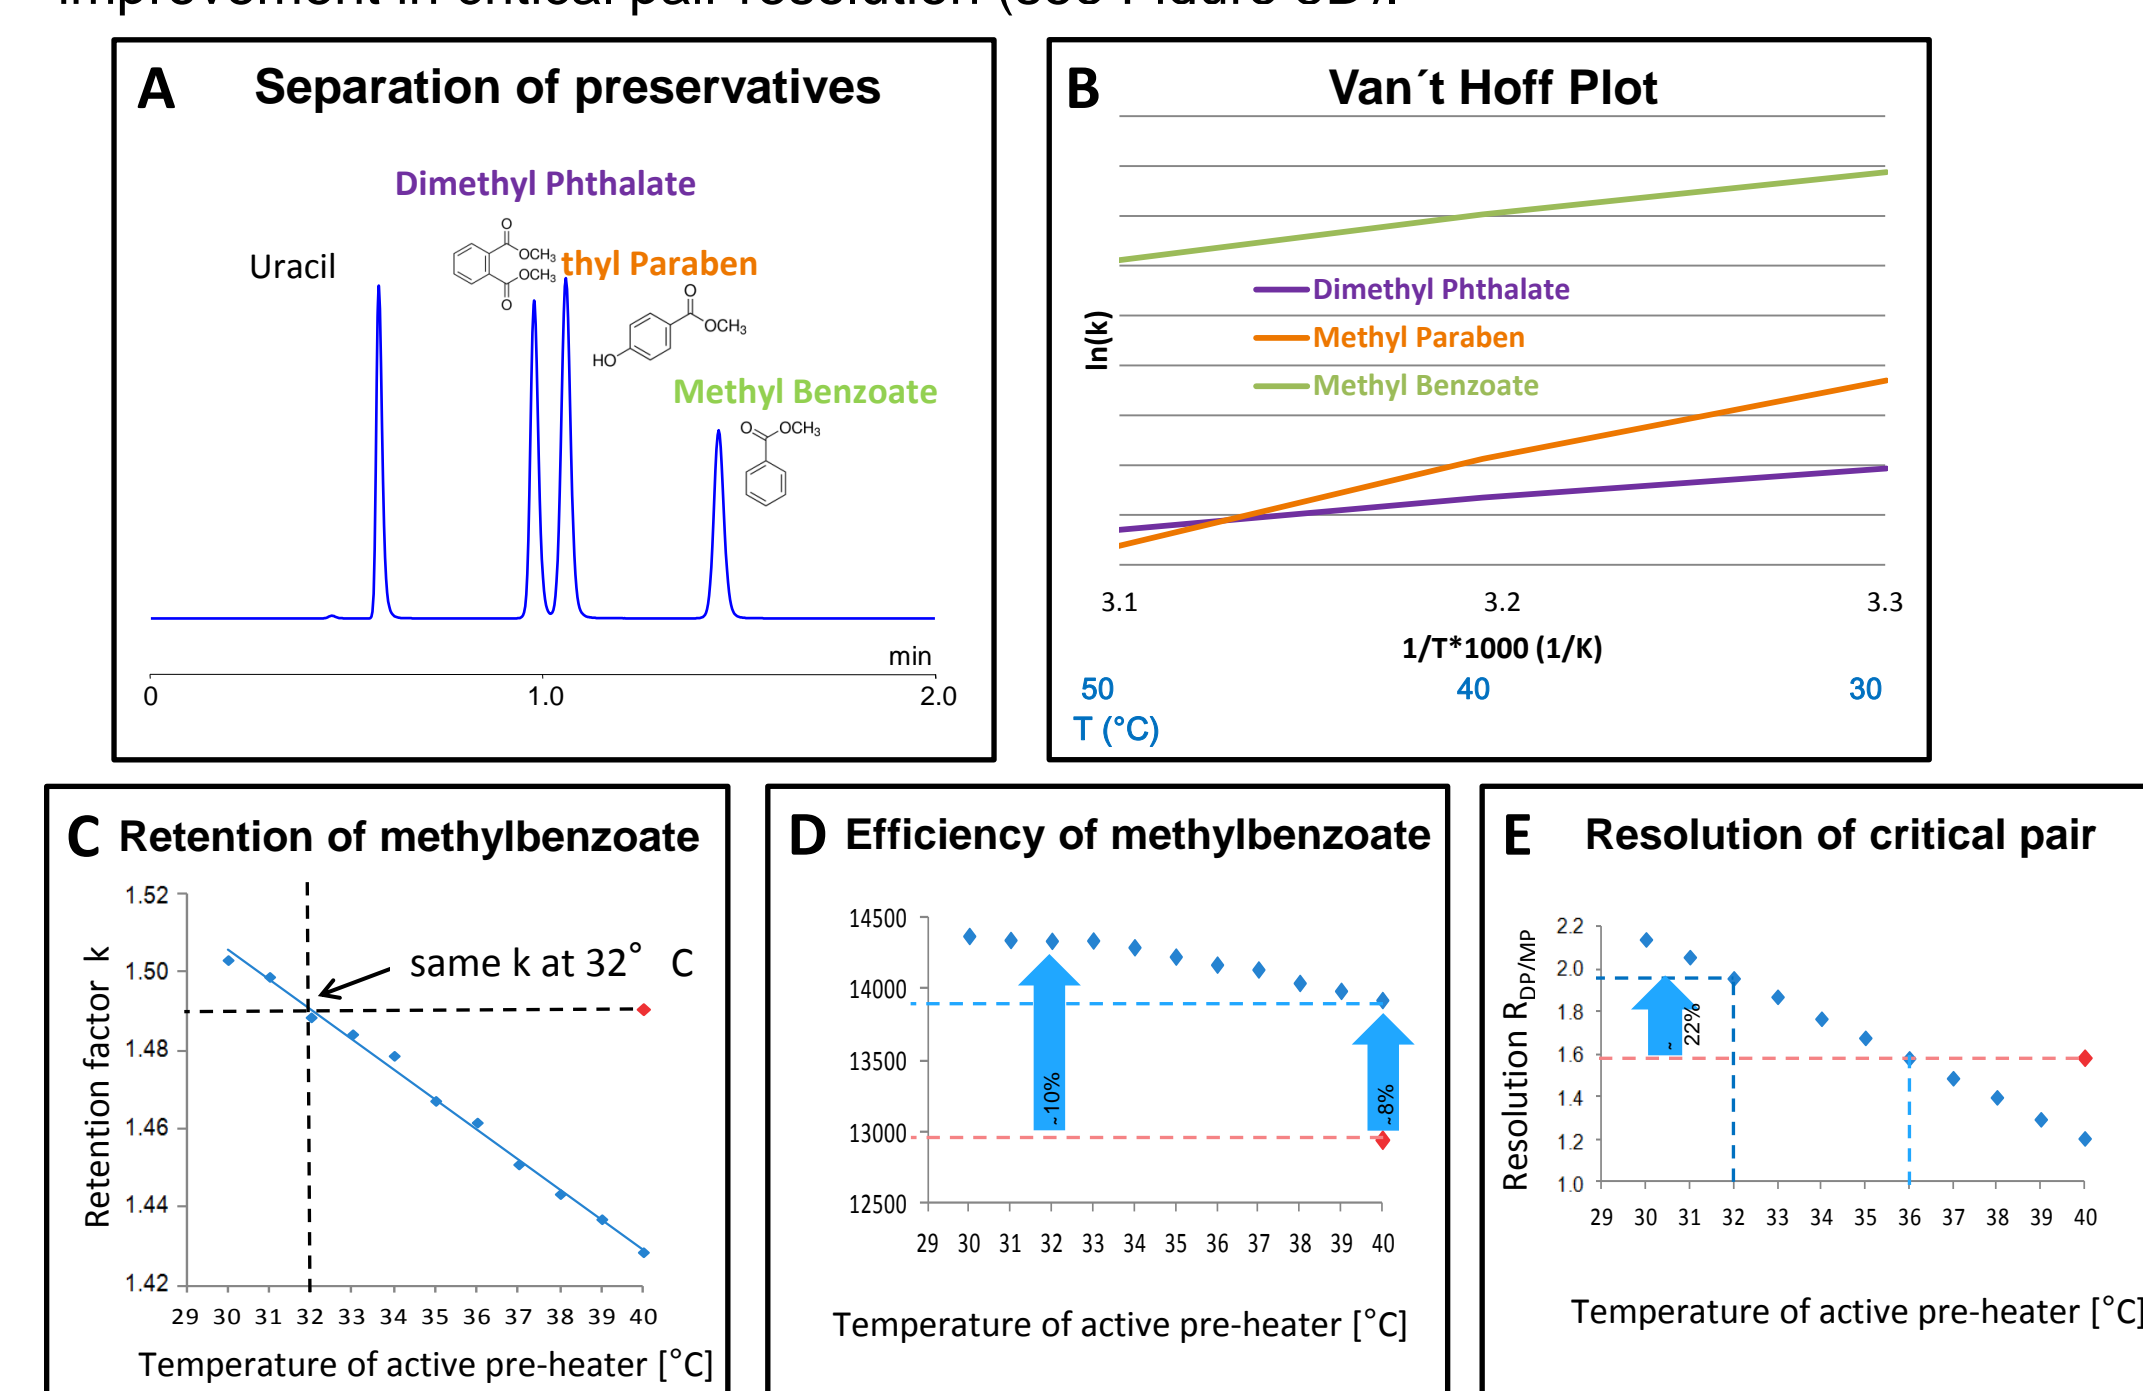 improvement in critical pair resolution (see Figure
A Separation of preservatives
Dimethyl Phthalate
Uracil
thyl Paraben
Methyl Benzoate
O
OCH3
OCH3
O
O
OCH3
HO
O
OCH3
min
0 1.0 2.0
B Van´t Hoff Plot
ln(k)
Dimethyl Phthalate
Methyl Paraben
Methyl Benzoate
3.1 3.2 3.3
1/T*1000 (1/K)
50 40 30
T (°C)
C Retention of methylbenzoate
Retention factor k
1.52
1.50
1.48
1.46
1.44
1.42
same k at 32° C
29 30 31 32 33 34 35 36 37 38 39 40
Temperature of active pre-heater [°C]
D Efficiency of methylbenzoate
14500
14000
13500
13000
12500
~10%
~8%
29 30 31 32 33 34 35 36 37 38 39 40
Temperature of active pre-heater [°C]
E Resolution of critical pair
Resolution RDP/MP
2.2
2.0
1.8
1.6
1.4
1.2
1.0
~
22%
29 30 31 32 33 34 35 36 37 38 39 40
Temperature of active pre-heater [°C]